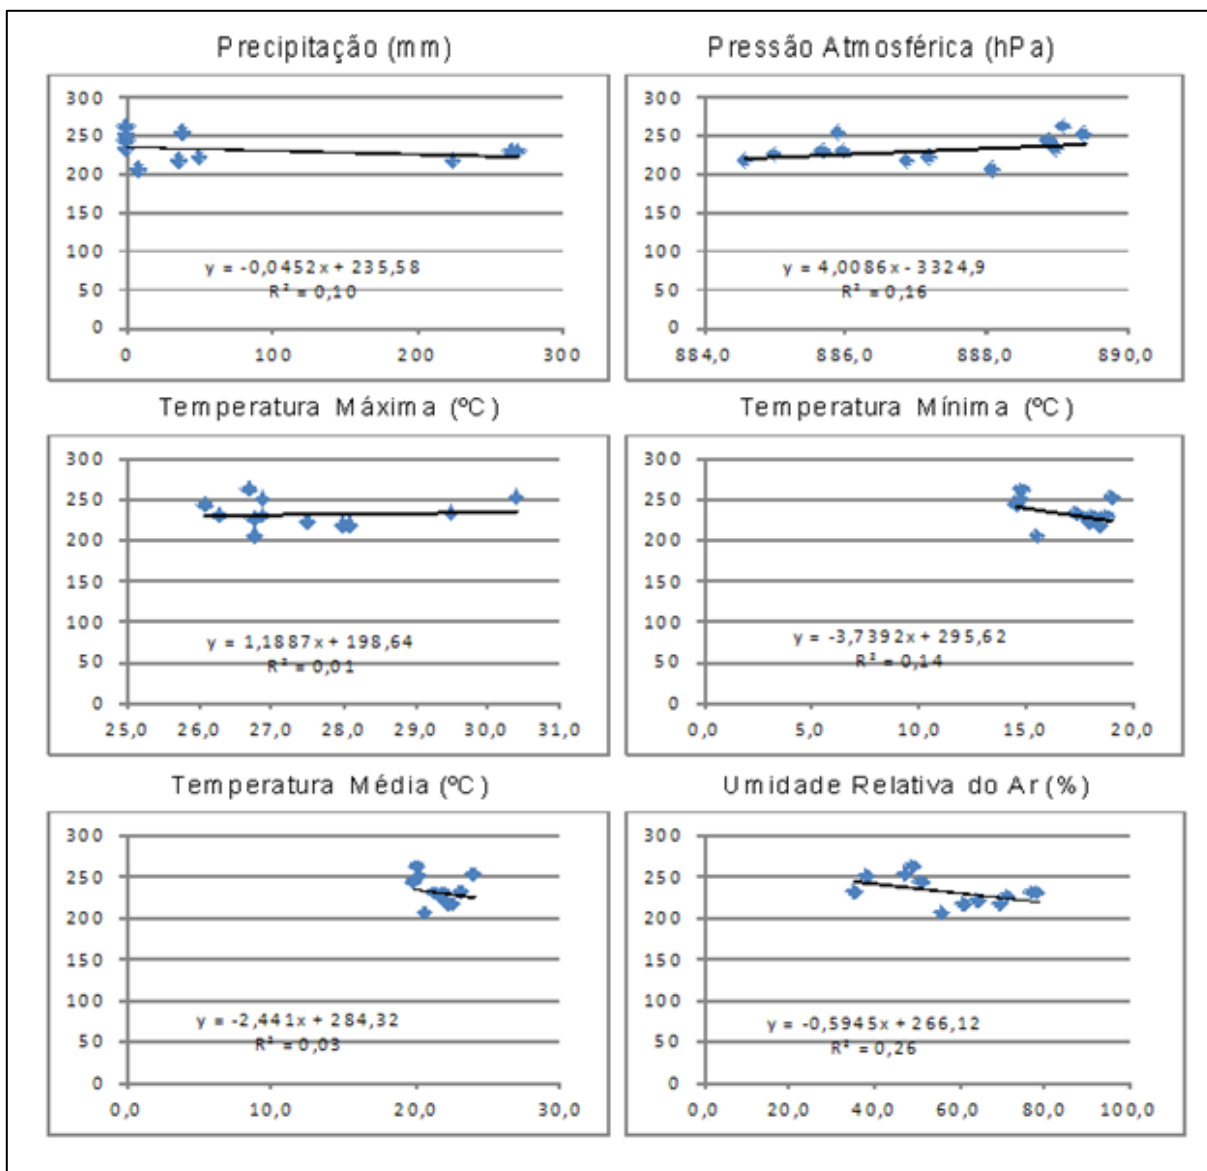 Precipitação (mm)
300
250
200
150
100
50
0
y = -0,0452x + 235,58
R² = 0,10
0 100 200 300
Pressão Atmosférica (hPa)
300
250
200
150
100
50
0
y = 4,0086x - 3324,9
R² = 0,16
884,0 886,0 888,0 890,0
Temperatura Máxima (ºC)
300
250
200
150
100
50
0
y = 1,1887x + 198,64
R² = 0,01
25,0 26,0 27,0 28,0 29,0 30,0 31,0
Temperatura Mínima (ºC)
300
250
200
150
100
50
0
y = -3,7392x + 295,62
R² = 0,14
0,0 5,0 10,0 15,0 20,0
Temperatura Média (ºC)
300
250
200
150
100
50
0
y = -2,441x + 284,32
R² = 0,03
0,0 10,0 20,0 30,0
Umidade Relativa do Ar (%)
300
250
200
150
100
50
0
y = -0,5945x + 266,12
R² = 0,26
0,0 20,0 40,0 60,0 80,0 100,0